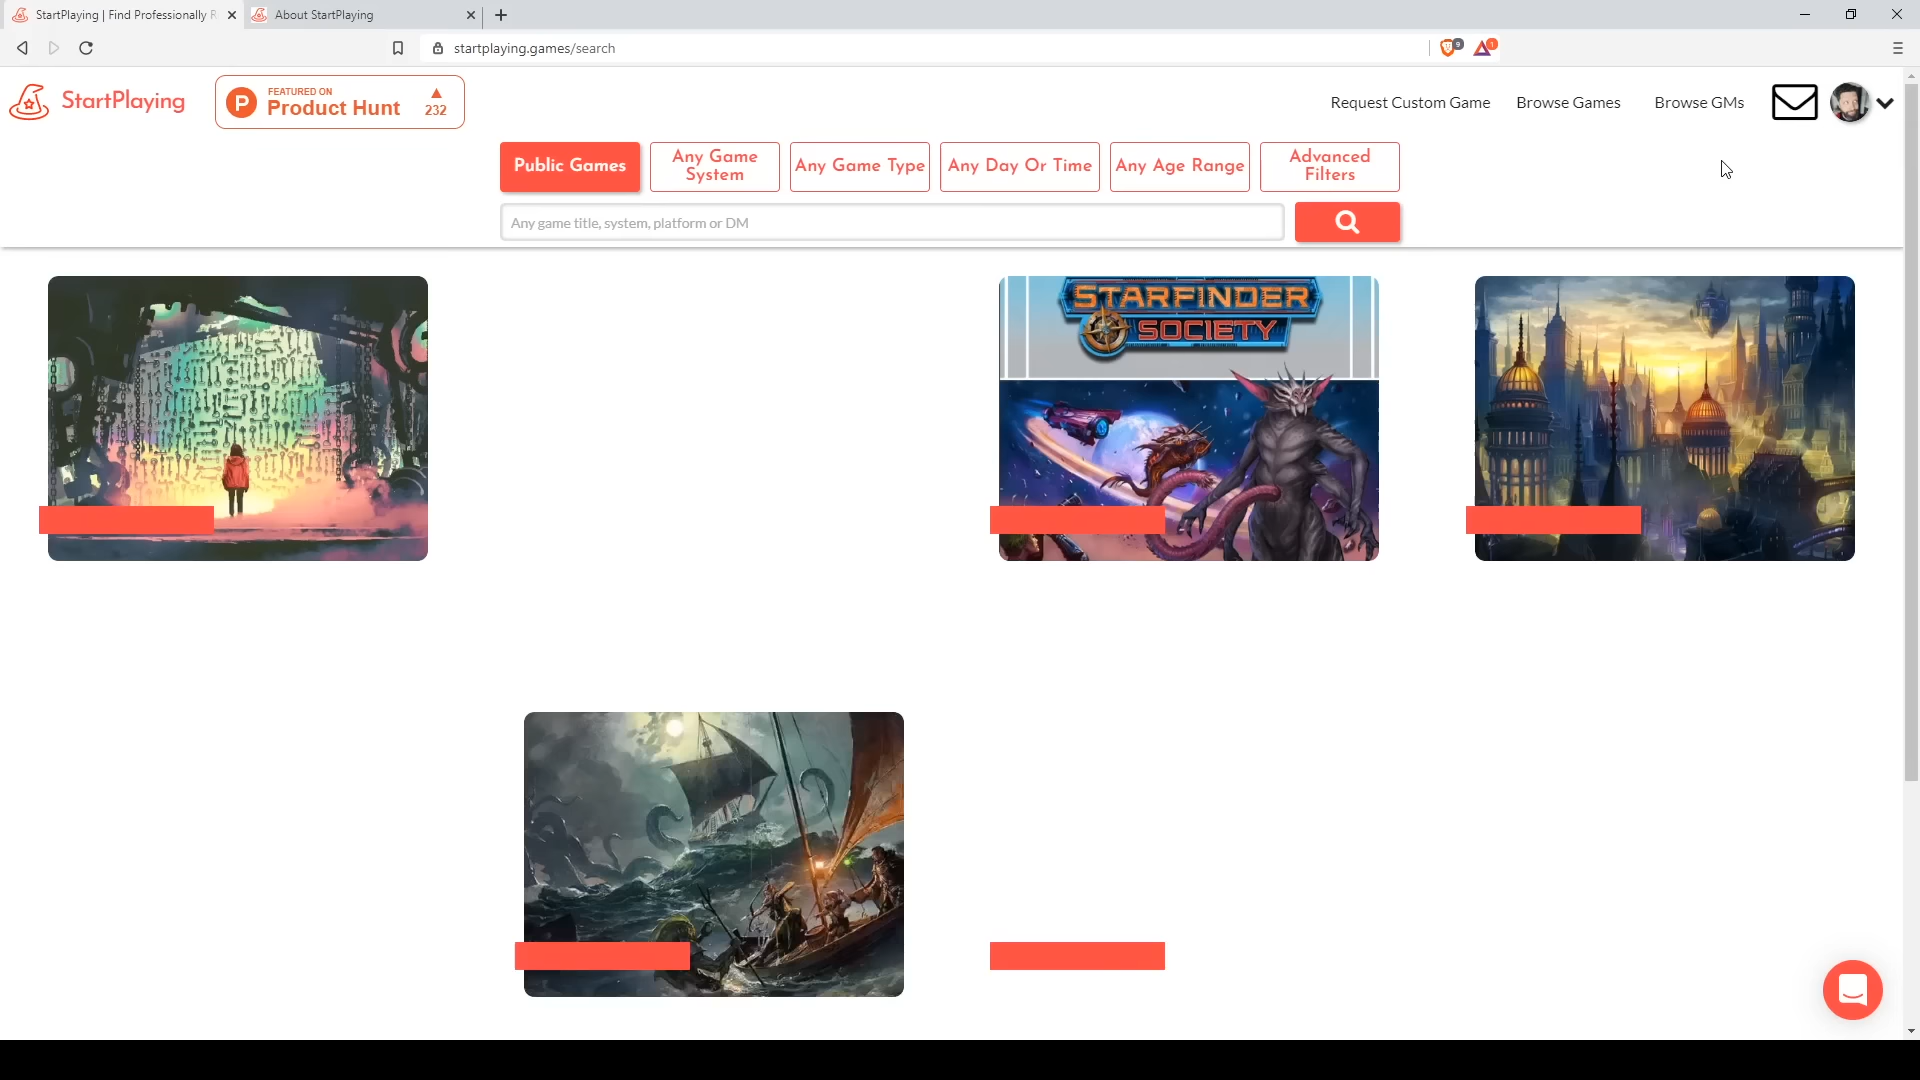 StartPlaying | Find Professionally R
About StartPlaying
startplaying.games/search
9
1
StartPlaying
P
FEATURED ON
Product Hunt
232
Request Custom Game
Browse Games
Browse GMs
Public Games
Any Game
System
Any Game Type
Any Day Or Time
Any Age Range
Advanced
Filters
Any game title, system, platform or DM
STARFINDER
SOCIETY